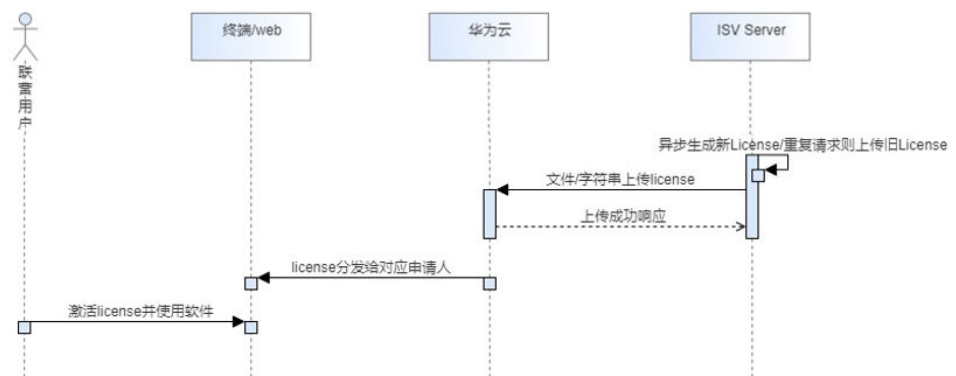 终端/web
华为云
ISV Server
联营用户
异步生成新License/重复请求则上传旧License
文件/字符串上传license
上传成功响应
license分发给对应申请人
激活license并使用软件